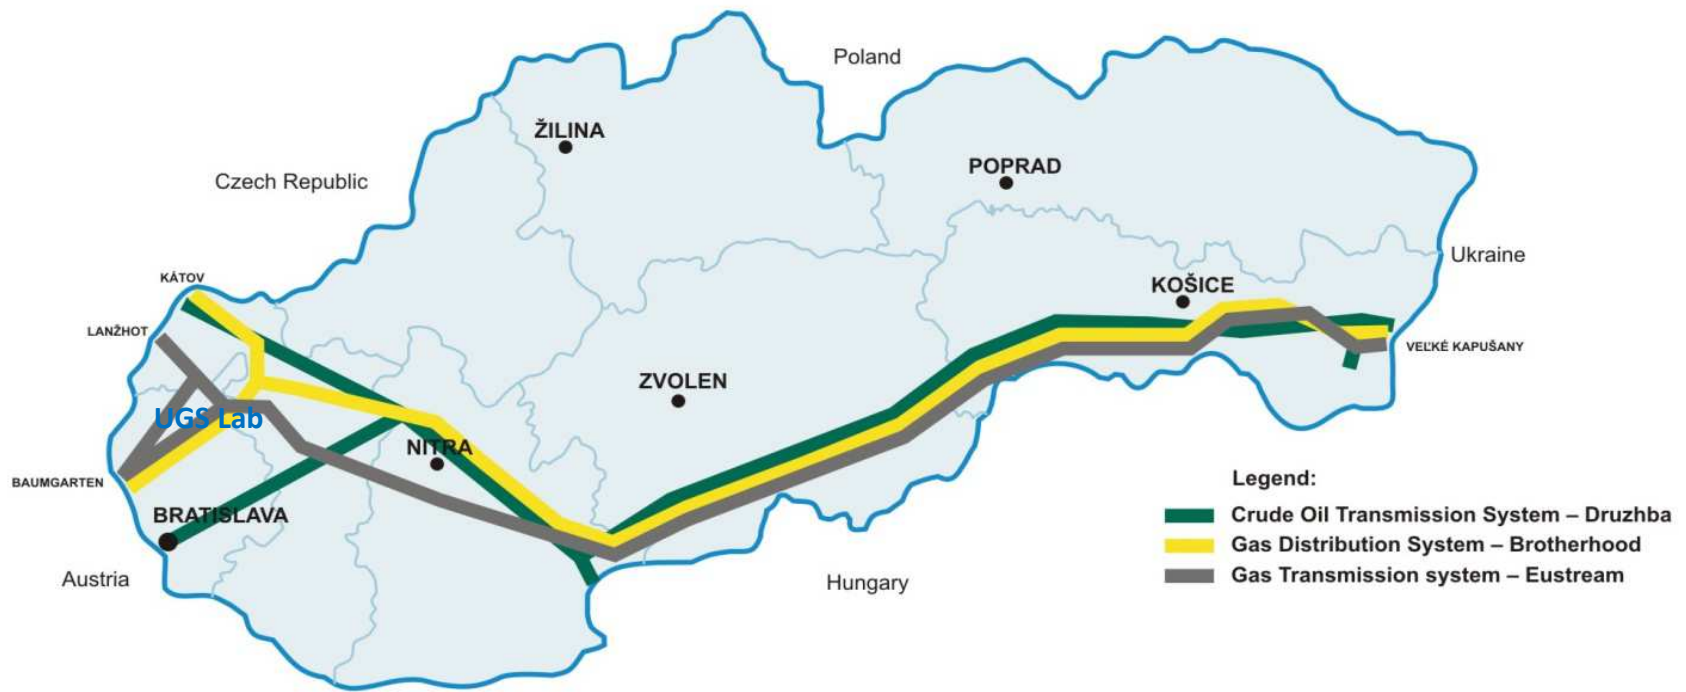 Poland
ŽILINA
POPRAD
Czech Republic
Ukraine
KÁTOV
KOŠICE
LANŽHOT
VEĽKÉ KAPUŠANY
ZVOLEN
UGS Lab
NITRA
BAUMGARTEN
BRATISLAVA
Austria
Hungary
Legend:
Crude Oil Transmission System – Druzhba
Gas Distribution System – Brotherhood
Gas Transmission system – Eustream